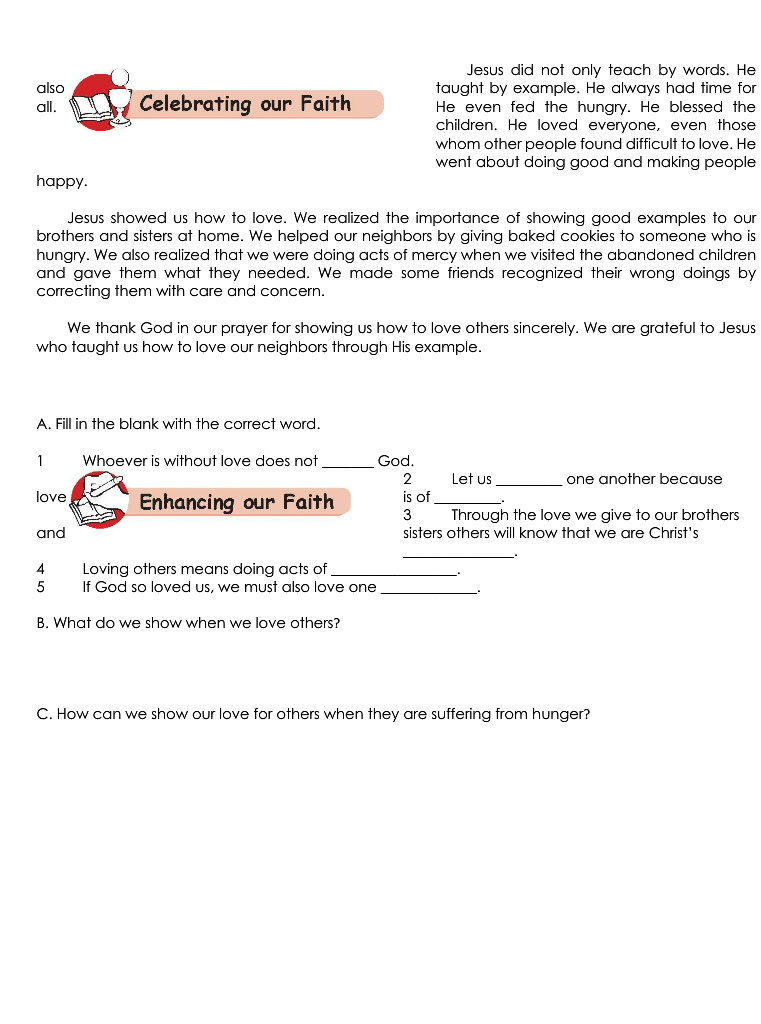 Jesus did not only teach by words. He
also taught by example. He always had time for
all. He even fed the hungry. He blessed the
Celebrating our Faith
children. He loved everyone, even those
whom other people found difficult to love. He
went about doing good and making people
happy.
Jesus showed us how to love. We realized the importance of showing good examples to our
brothers and sisters at home. We helped our neighbors by giving baked cookies to someone who is
hungry. We also realized that we were doing acts of mercy when we visited the abandoned children
and gave them what they needed. We made some friends recognized their wrong doings by
correcting them with care and concern.
We thank God in our prayer for showing us how to love others sincerely. We are grateful to Jesus
who taught us how to love our neighbors through His example.
A. Fill in the blank with the correct word.
1 Whoever is without love does not _______ God.
2 Let us _________ one another because
love is of _________.
Enhancing our Faith
3 Through the love we give to our brothers
and sisters others will know that we are Christ’s
_______________.
4 Loving others means doing acts of _________________.
5 If God so loved us, we must also love one _____________.
B. What do we show when we love others?
C. How can we show our love for others when they are suffering from hunger?